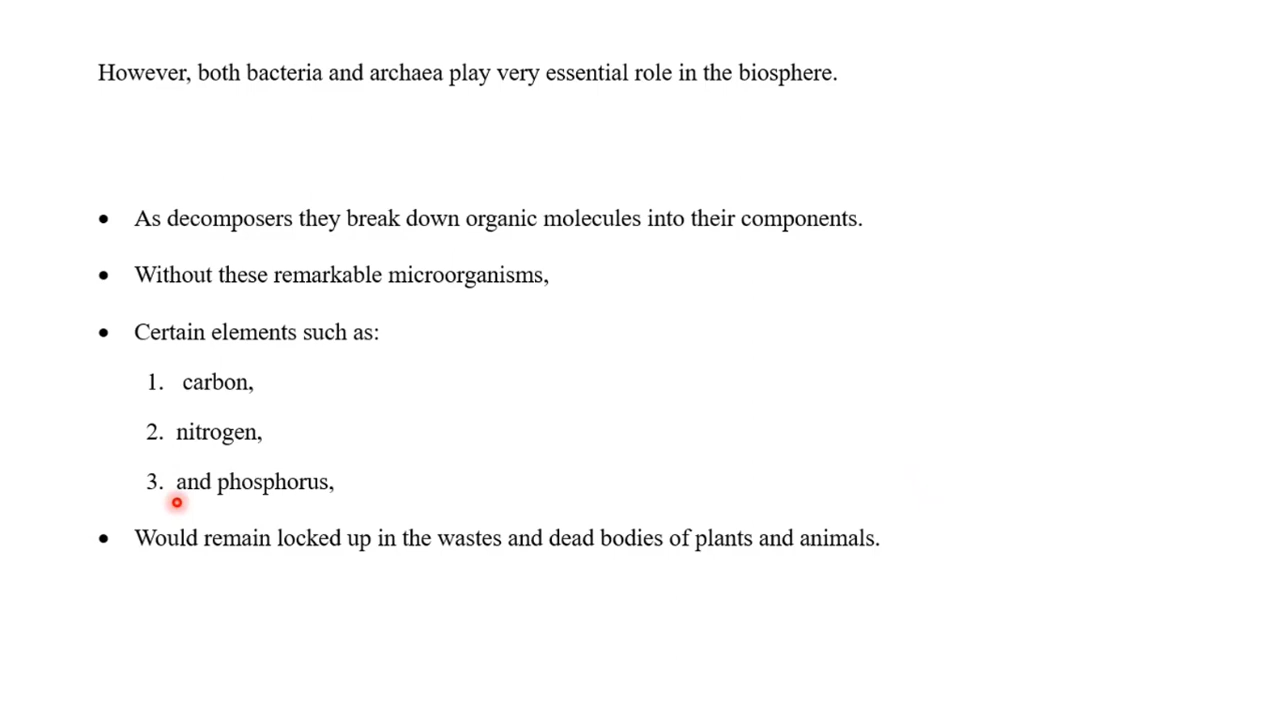 However, both bacteria and archaea play very essential role in the biosphere.
• As decomposers they break down organic molecules into their components.
• Without these remarkable microorganisms,
• Certain elements such as:
1. carbon,
2. nitrogen,
3. and phosphorus,
• Would remain locked up in the wastes and dead bodies of plants and animals.